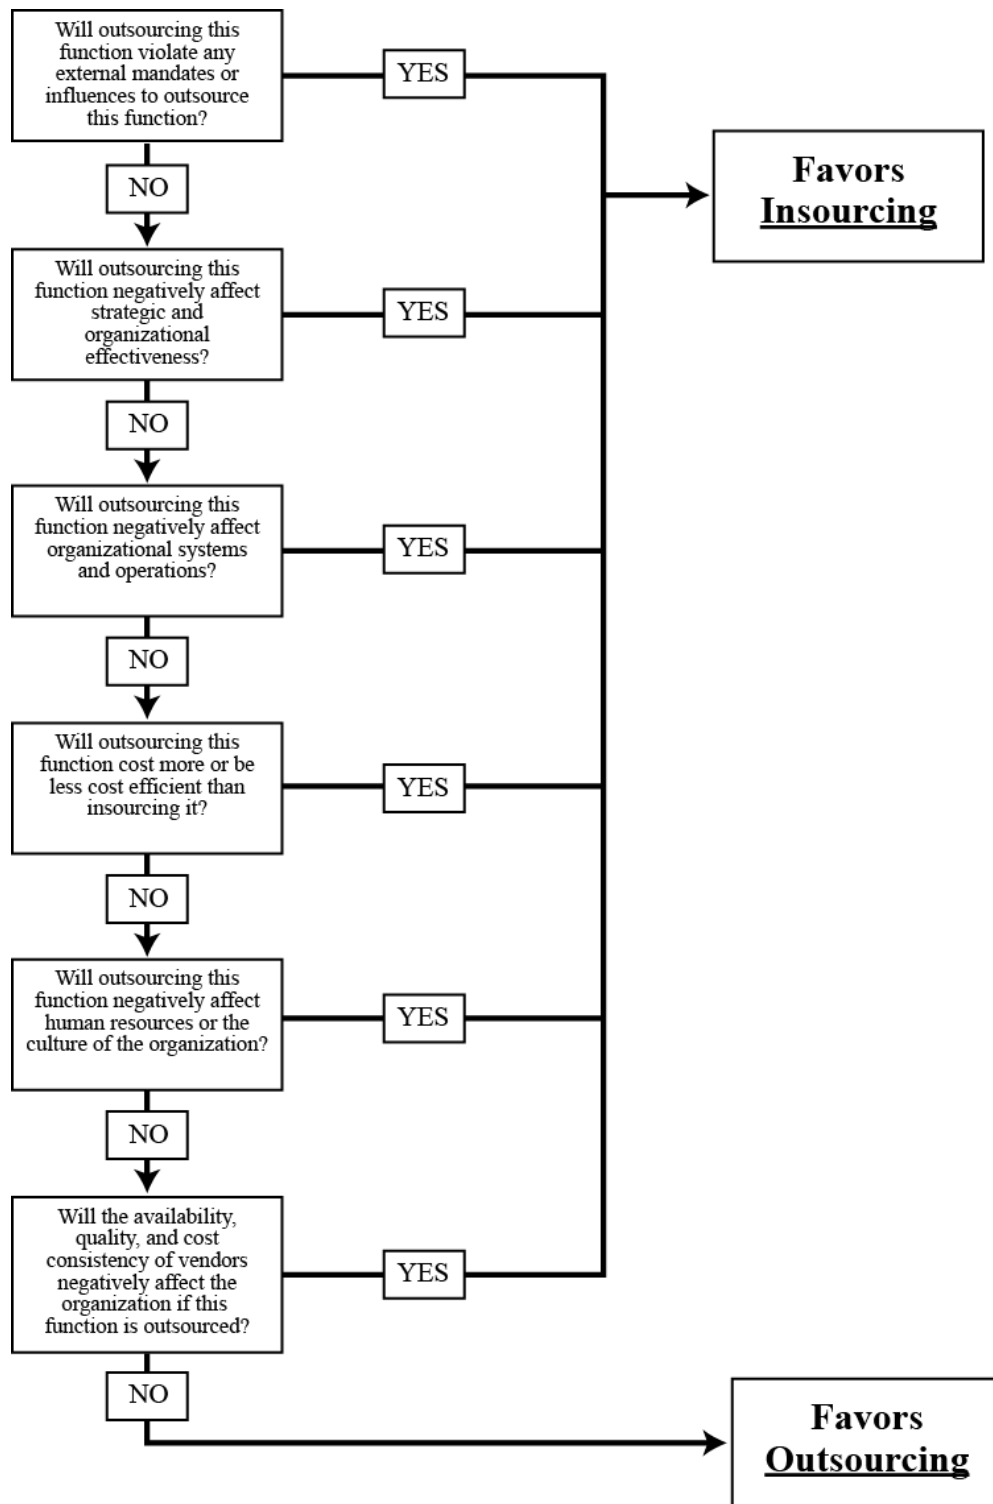 Will outsourcing this
function violate any
external mandates or
influences to outsource
this function?
YES
NO
Favors
Insourcing
Will outsourcing this
function negatively affect
strategic and
organizational
effectiveness?
YES
NO
Will outsourcing this
function negatively affect
organizational systems
and operations?
YES
NO
Will outsourcing this
function cost more or be
less cost efficient than
insourcing it?
YES
NO
Will outsourcing this
function negatively affect
human resources or the
culture of the organization?
YES
NO
Will the availability,
quality, and cost
consistency of vendors
negatively affect the
organization if this
function is outsourced?
YES
NO
Favors
Outsourcing